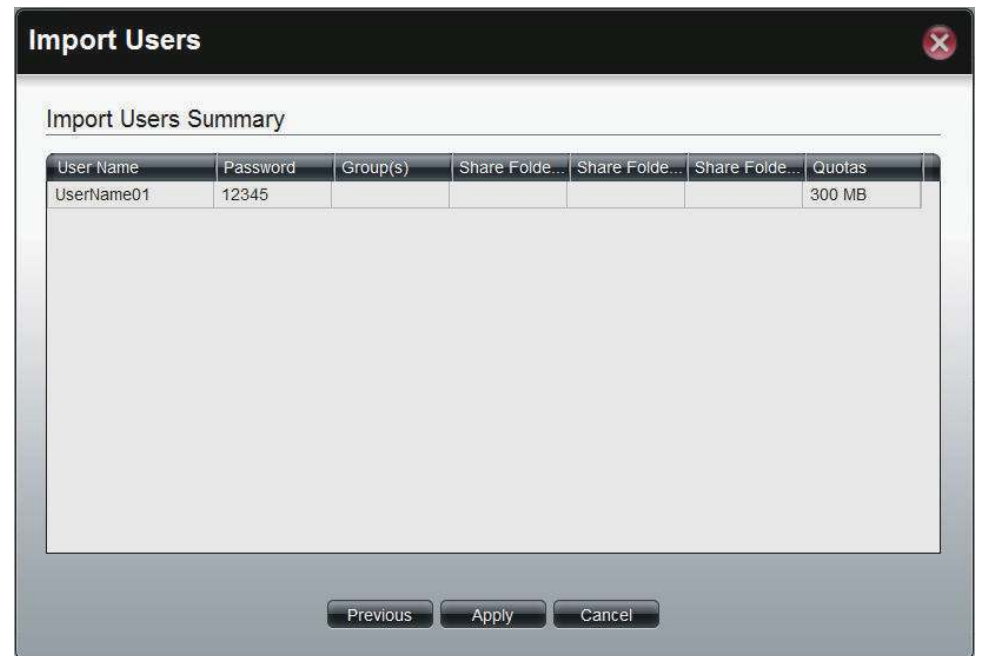 Import Users
Import Users Summary
User Name Password Group(s) Share Folde... Share Folde... Share Folde... Quotas
UserName01 12345 300 MB
Previous Apply Cancel